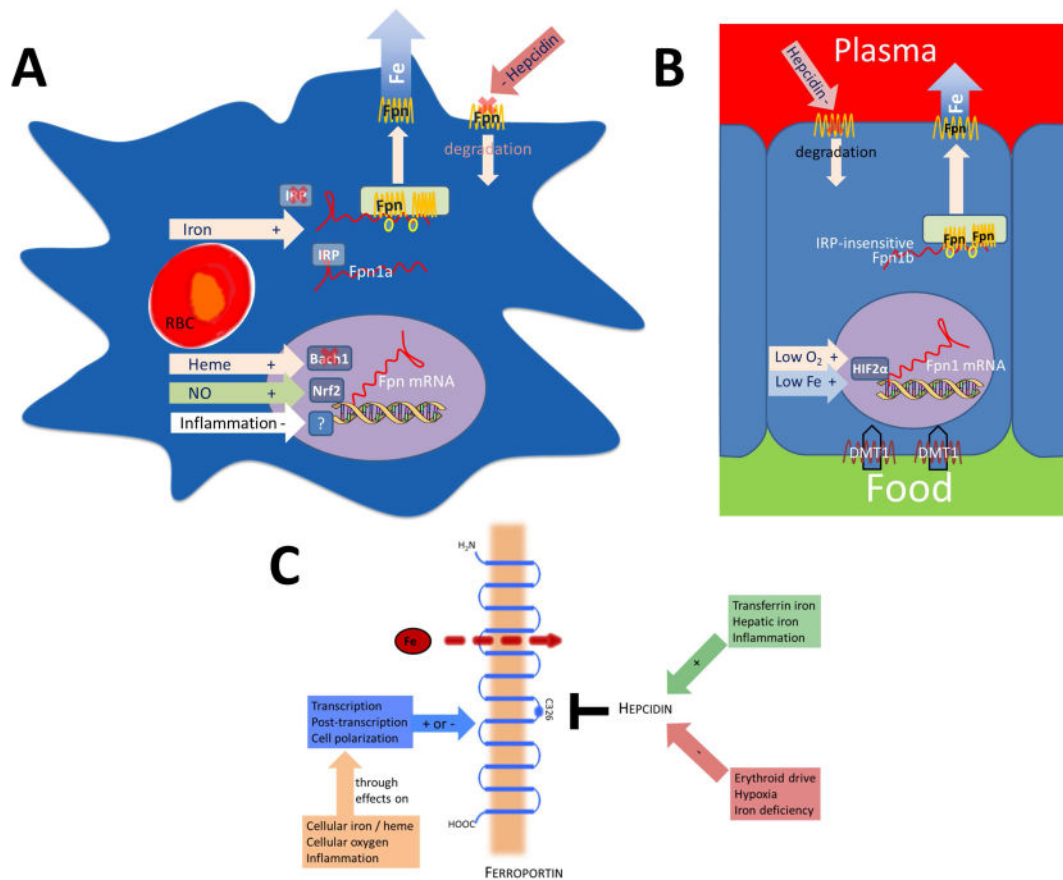 A
Fe
- Hepcidin
Fpn
Fpn
degradation
IRP
Fpn
Iron +
IRP
Fpn1a
RBC
Heme +
Bach1
Fpn mRNA
NO +
Nrf2
Inflammation -
?
B
Plasma
Hepcidin-
Fe
Fpn
degradation
Fpn Fpn
IRP-insensitive
Fpn1b
Low O₂ +
HIF2α
Fpn1 mRNA
Low Fe +
DMT1 DMT1
Food
C
H₂N
Fe
C326
HOOC
FERROPORTIN
Transcription
Post-transcription
Cell polarization
+ or -
through
effects on
Cellular iron / heme
Cellular oxygen
Inflammation
HEPCIDIN
Transferrin iron
Hepatic iron
Inflammation
+
-
Erythroid drive
Hypoxia
Iron deficiency